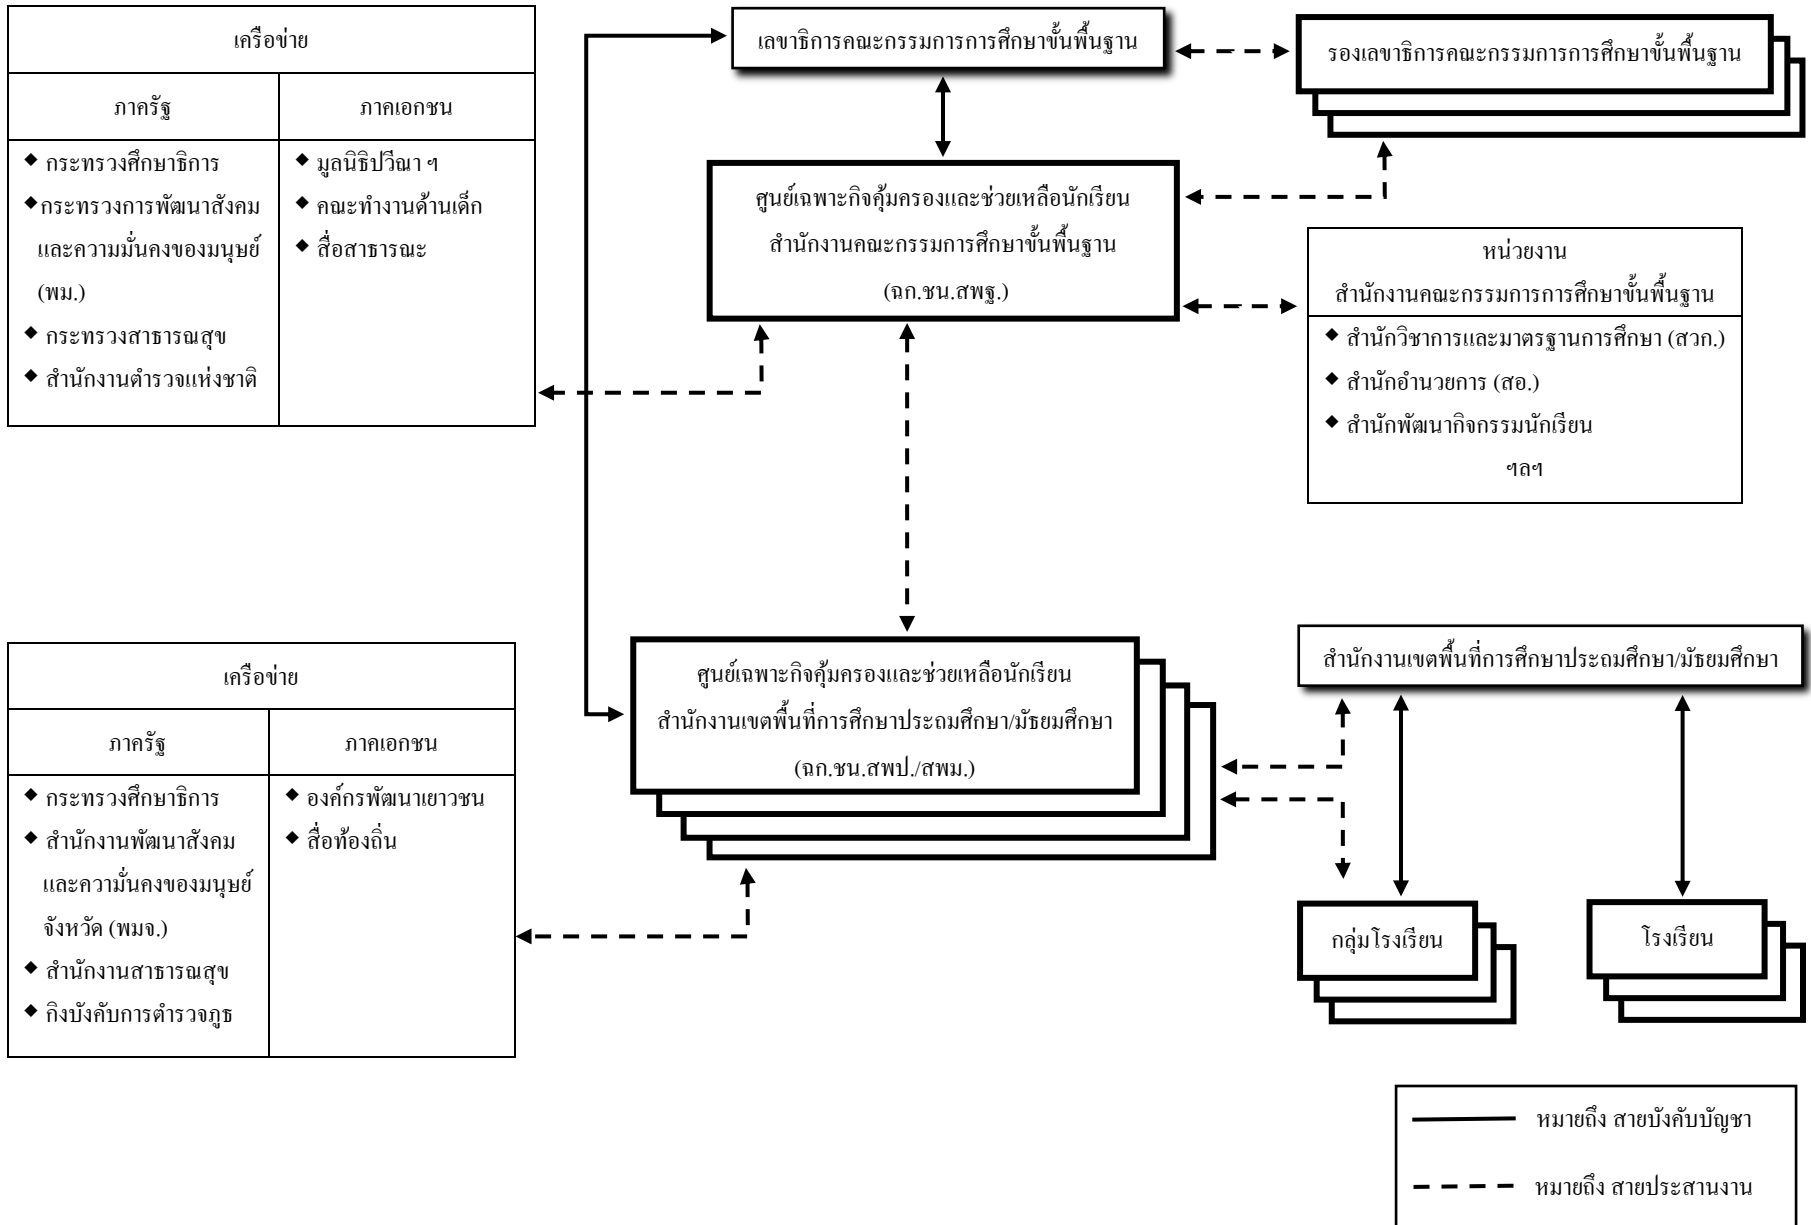 เครือข่าย
ภาครัฐ
ภาคเอกชน
◆ กระทรวงศึกษาธิการ
◆กระทรวงการพัฒนาสังคม
และความมั่นคงของมนุษย์
(พม.)
◆ กระทรวงสาธารณสุข
◆ สำนักงานตำรวจแห่งชาติ
◆ มูลนิธิปวีณา ฯ
◆ คณะทำงานด้านเด็ก
◆ สื่อสาธารณะ
เลขาธิการคณะกรรมการการศึกษาขั้นพื้นฐาน
รองเลขาธิการคณะกรรมการการศึกษาขั้นพื้นฐาน
ศูนย์เฉพาะกิจคุ้มครองและช่วยเหลือนักเรียน
สำนักงานคณะกรรมการศึกษาขั้นพื้นฐาน
(ฉก.ชน.สพฐ.)
หน่วยงาน
สำนักงานคณะกรรมการการศึกษาขั้นพื้นฐาน
◆ สำนักวิชาการและมาตรฐานการศึกษา (สวก.)
◆ สำนักอำนวยการ (สอ.)
◆ สำนักพัฒนากิจกรรมนักเรียน
ฯลฯ
เครือข่าย
ภาครัฐ
ภาคเอกชน
◆ กระทรวงศึกษาธิการ
◆ สำนักงานพัฒนาสังคม
และความั่นคงของมนุษย์
จังหวัด (พมจ.)
◆ สำนักงานสาธารณสุข
◆ กิงบังคับการตำรวจภูธ
◆ องค์กรพัฒนาเยาวชน
◆ สื่อท้องถิ่น
ศูนย์เฉพาะกิจคุ้มครองและช่วยเหลือนักเรียน
สำนักงานเขตพื้นที่การศึกษาประถมศึกษา/มัธยมศึกษา
(ฉก.ชน.สพป./สพม.)
สำนักงานเขตพื้นที่การศึกษาประถมศึกษา/มัธยมศึกษา
กลุ่มโรงเรียน
โรงเรียน
หมายถึง สายบังคับบัญชา
หมายถึง สายประสานงาน